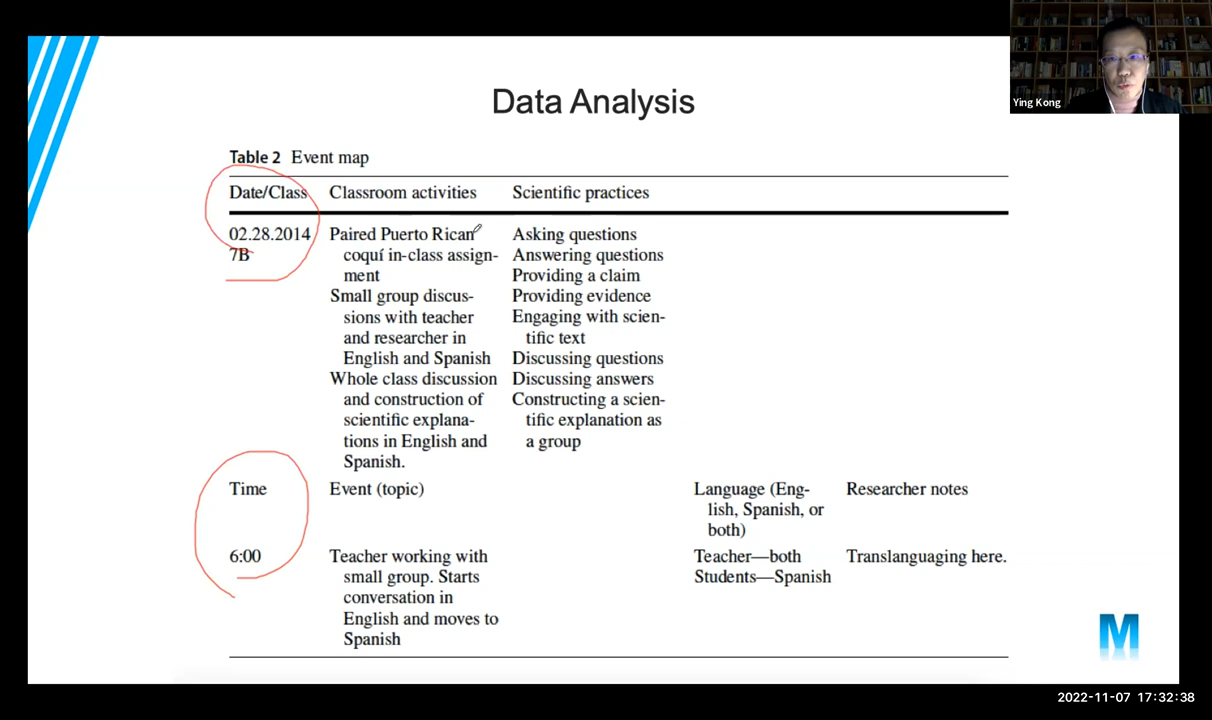 Ying Kong
Data Analysis
Table 2 Event map
Date/Class Classroom activities Scientific practices
02.28.2014 Paired Puerto Rican Asking questions
7B coquí in-class assign- Answering questions
ment Providing a claim
Small group discus- Providing evidence
sions with teacher Engaging with scien-
and researcher in tific text
English and Spanish Discussing questions
Whole class discussion Discussing answers
and construction of Constructing a scien-
scientific explana- tific explanation as
tions in English and a group
Spanish.
Time Event (topic) Language (Eng- Researcher notes
lish, Spanish, or
both)
6:00 Teacher working with Teacher—both Translanguaging here.
small group. Starts Students—Spanish
conversation in
English and moves to
Spanish
M
2022-11-07 17:32:38